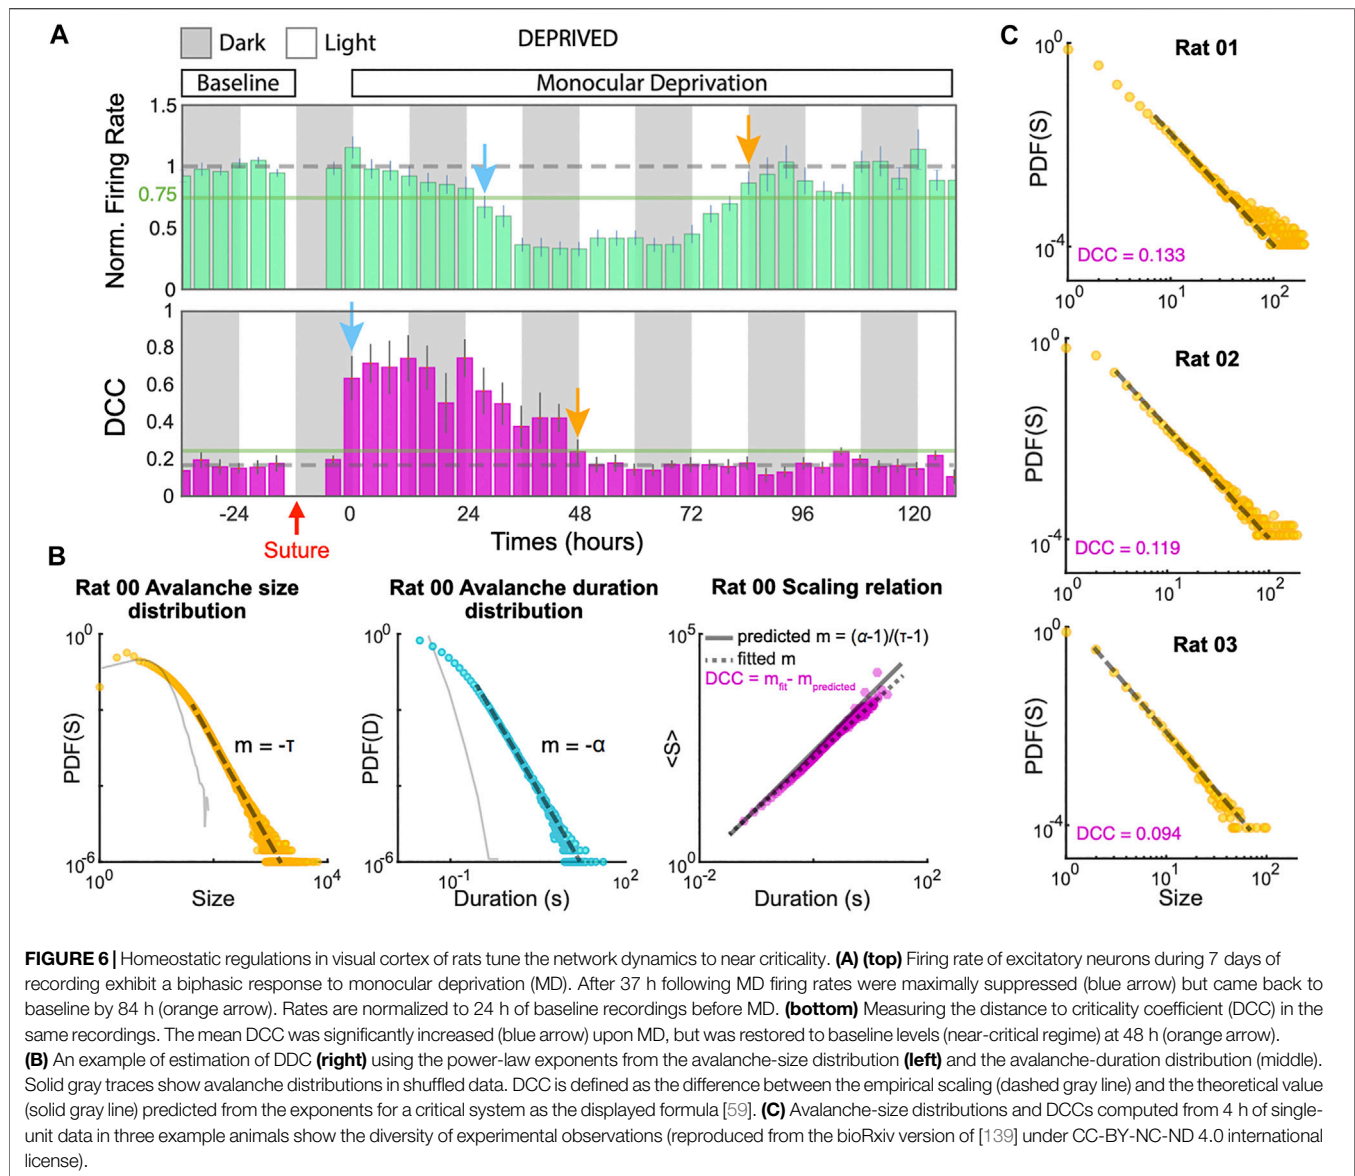 A
Dark
Light
DEPRIVED
Baseline
Monocular Deprivation
Norm. Firing Rate
1.5
1
0.75
0.5
0
DCC
1
0.8
0.6
0.4
0.2
0
-24
0
24
48
72
96
120
Suture
Times (hours)
B
Rat 00 Avalanche size
distribution
PDF(S)
10^0
10^-6
m = -τ
10^0
10^4
Size
Rat 00 Avalanche duration
distribution
PDF(D)
10^0
10^-6
m = -α
10^-1
10^2
Duration (s)
Rat 00 Scaling relation
<S>
10^5
10^0
predicted m = (α-1)/(τ-1)
fitted m
DCC = m_fit - m_predicted
10^-2
10^2
Duration (s)
C
Rat 01
PDF(S)
10^0
10^-4
DCC = 0.133
10^0
10^1
10^2
Rat 02
PDF(S)
10^0
10^-4
DCC = 0.119
10^0
10^1
10^2
Rat 03
PDF(S)
10^0
10^-4
DCC = 0.094
10^0
10^1
10^2
Size
FIGURE 6 | Homeostatic regulations in visual cortex of rats tune the network dynamics to near criticality. (A) (top) Firing rate of excitatory neurons during 7 days of
recording exhibit a biphasic response to monocular deprivation (MD). After 37 h following MD firing rates were maximally suppressed (blue arrow) but came back to
baseline by 84 h (orange arrow). Rates are normalized to 24 h of baseline recordings before MD. (bottom) Measuring the distance to criticality coefficient (DCC) in the
same recordings. The mean DCC was significantly increased (blue arrow) upon MD, but was restored to baseline levels (near-critical regime) at 48 h (orange arrow).
(B) An example of estimation of DDC (right) using the power-law exponents from the avalanche-size distribution (left) and the avalanche-duration distribution (middle).
Solid gray traces show avalanche distributions in shuffled data. DCC is defined as the difference between the empirical scaling (dashed gray line) and the theoretical value
(solid gray line) predicted from the exponents for a critical system as the displayed formula [59]. (C) Avalanche-size distributions and DCCs computed from 4 h of single-
unit data in three example animals show the diversity of experimental observations (reproduced from the bioRxiv version of [139] under CC-BY-NC-ND 4.0 international
license).